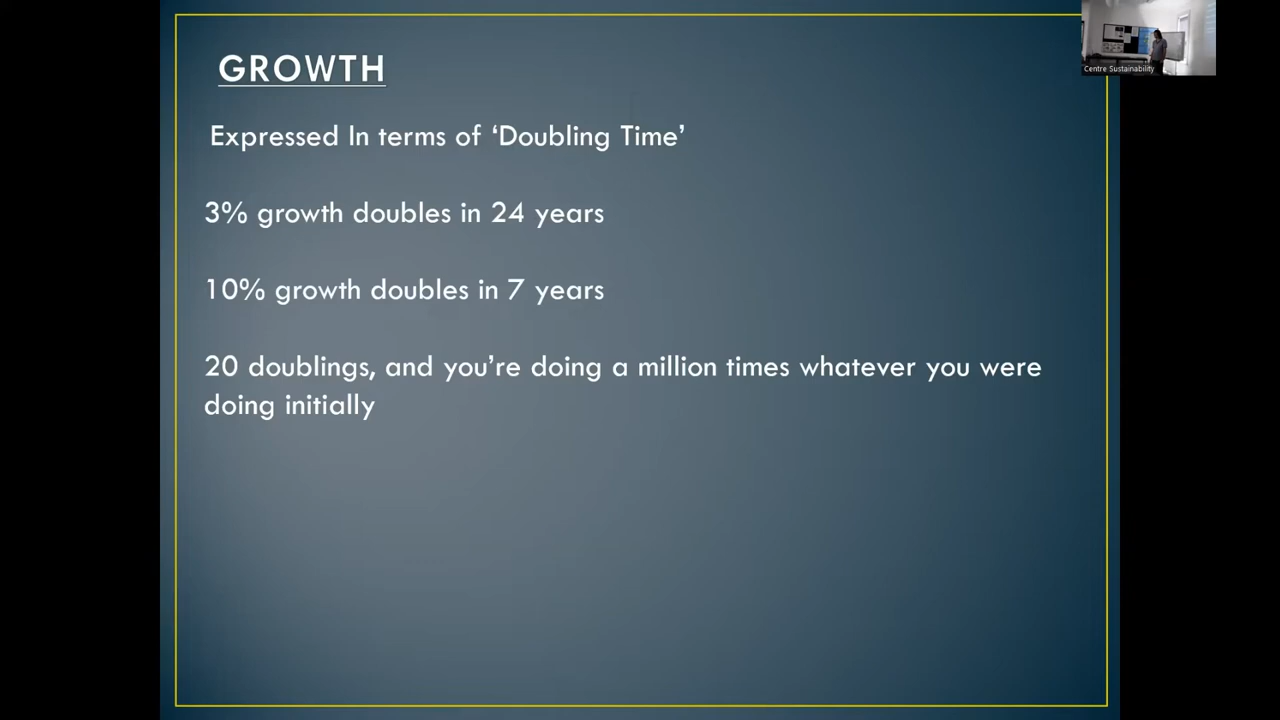 GROWTH
Centre Sustainability
Expressed In terms of ‘Doubling Time’
3% growth doubles in 24 years
10% growth doubles in 7 years
20 doublings, and you’re doing a million times whatever you were
doing initially